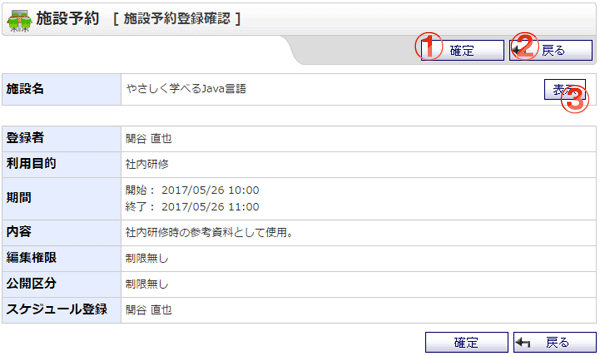 施設予約 [ 施設予約登録確認 ]
① 確定 ② 戻る
施設名 やさしく学べるJava言語 表示 ③
登録者 関谷 直也
利用目的 社内研修
期間 開始： 2017/05/26 10:00
終了： 2017/05/26 11:00
内容 社内研修時の参考資料として使用。
編集権限 制限無し
公開区分 制限無し
スケジュール登録 関谷 直也
確定 戻る